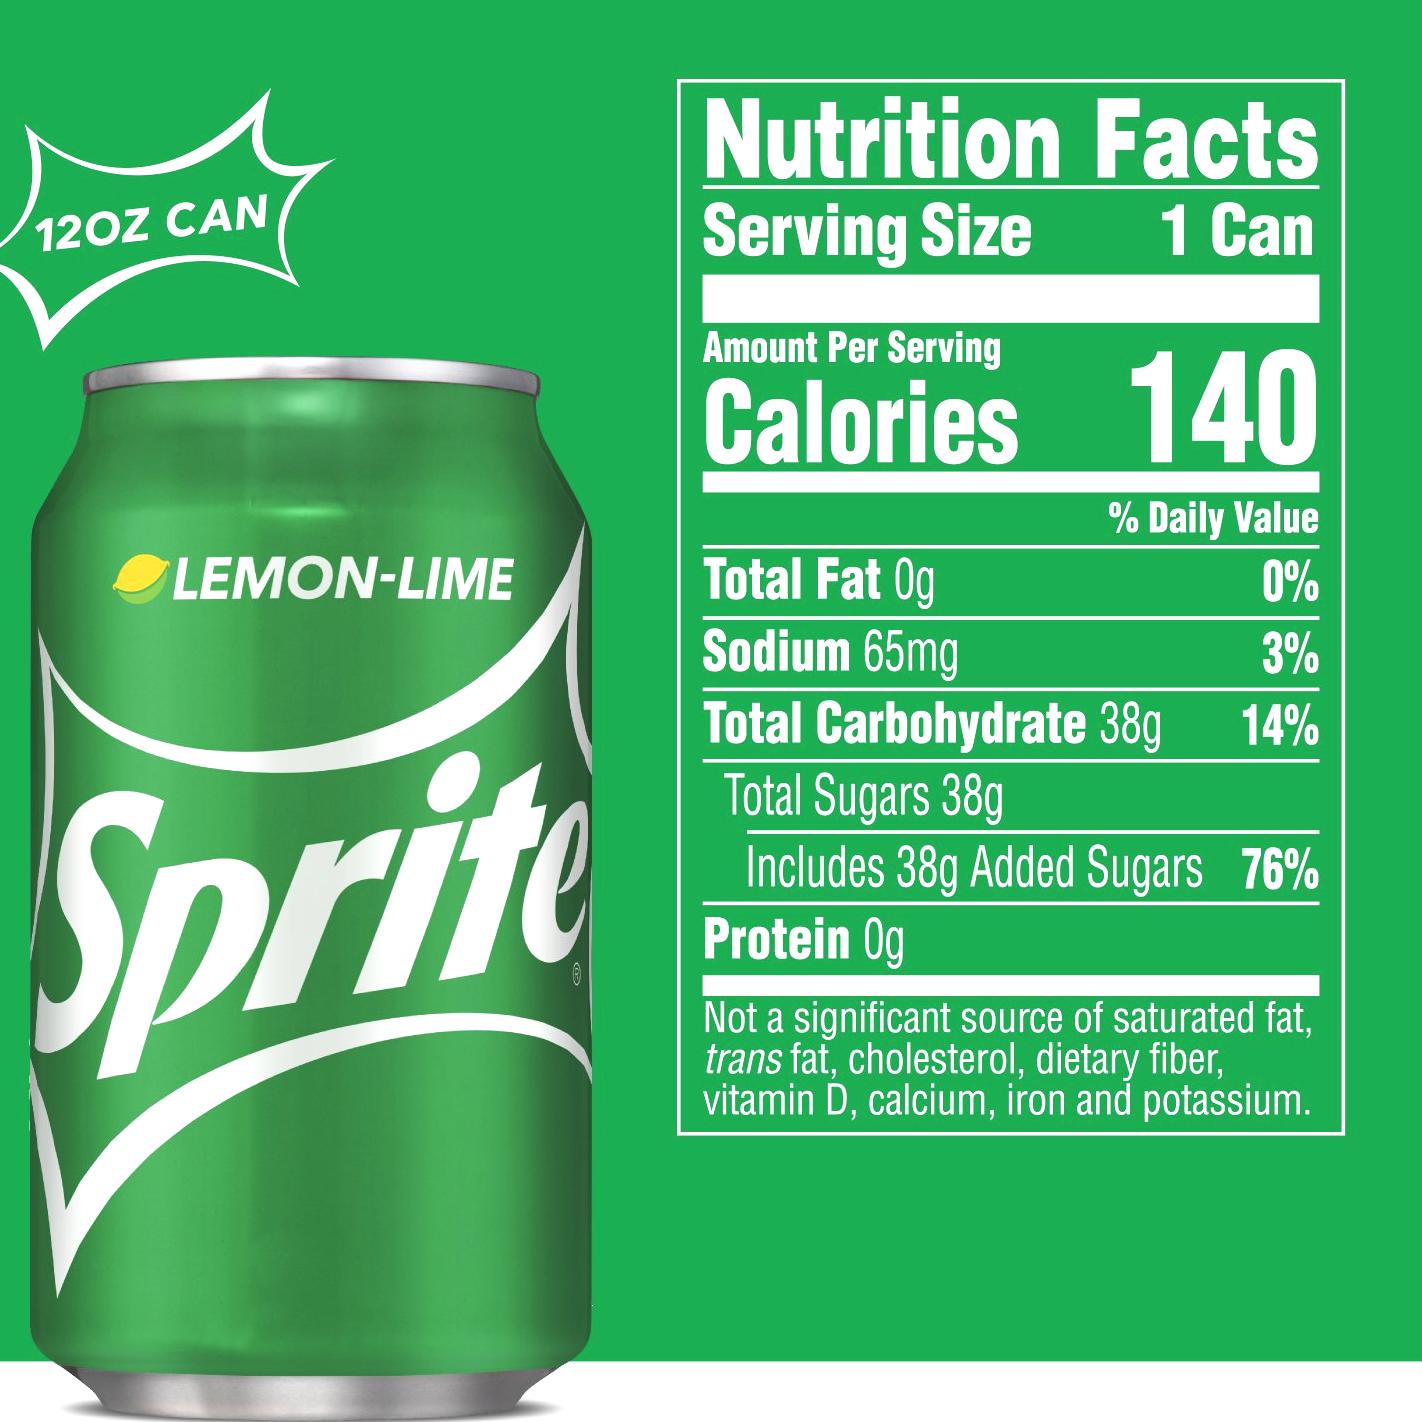 12OZ CAN
LEMON-LIME
Sprite
®
Nutrition Facts
Serving Size 1 Can
Amount Per Serving
Calories 140
% Daily Value
Total Fat 0g 0%
Sodium 65mg 3%
Total Carbohydrate 38g 14%
Total Sugars 38g
Includes 38g Added Sugars 76%
Protein 0g
Not a significant source of saturated fat,
trans fat, cholesterol, dietary fiber,
vitamin D, calcium, iron and potassium.